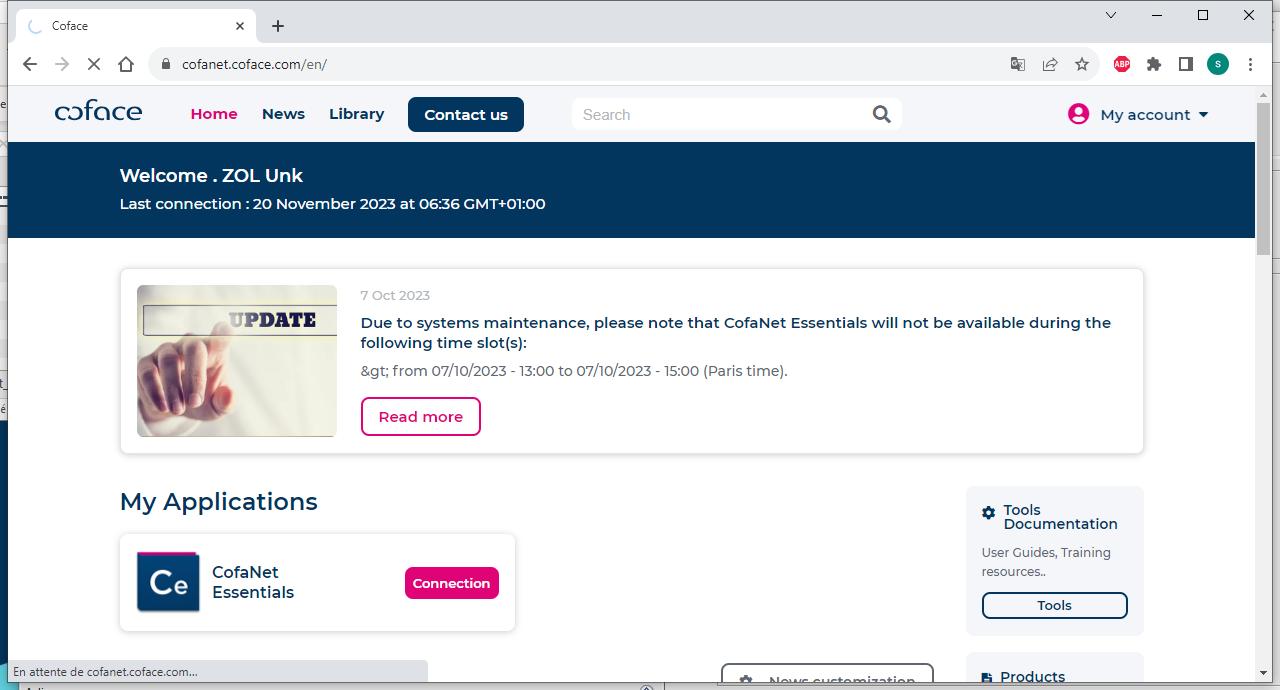 Coface
cofanet.coface.com/en/
ABP
S
coface
Home
News
Library
Contact us
Search
My account
Welcome . ZOL Unk
Last connection : 20 November 2023 at 06:36 GMT+01:00
UPDATE
7 Oct 2023
Due to systems maintenance, please note that CofaNet Essentials will not be available during the
following time slot(s):
&gt; from 07/10/2023 - 13:00 to 07/10/2023 - 15:00 (Paris time).
Read more
My Applications
Ce
CofaNet
Essentials
Connection
Tools
Documentation
User Guides, Training
resources..
Tools
News customization
Products
En attente de cofanet.coface.com...